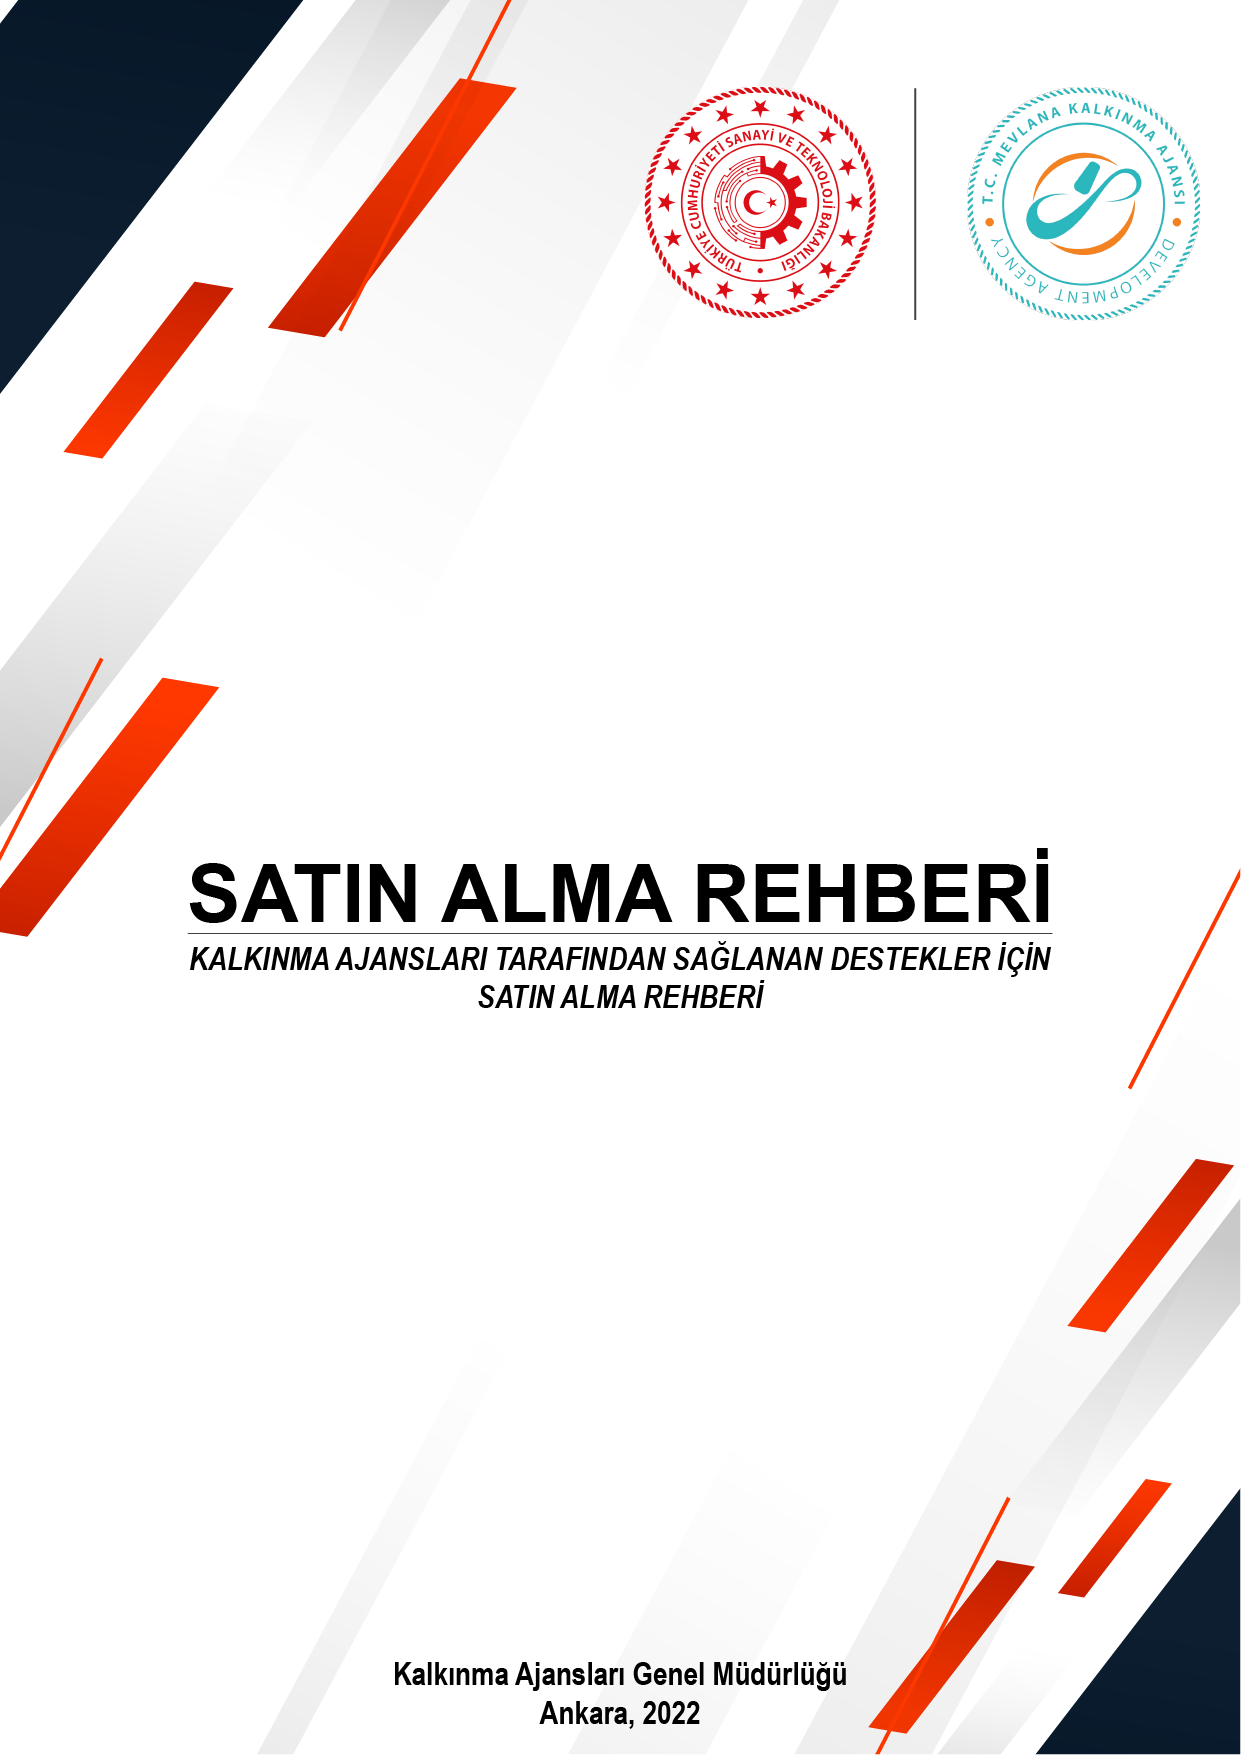 TÜRKİYE CUMHURİYETİ SANAYİ VE TEKNOLOJİ BAKANLIĞI
T.C. MEVLANA KALKINMA AJANSI
DEVELOPMENT AGENCY
SATIN ALMA REHBERİ
KALKINMA AJANSLARI TARAFINDAN SAĞLANAN DESTEKLER İÇİN
SATIN ALMA REHBERİ
Kalkınma Ajansları Genel Müdürlüğü
Ankara, 2022